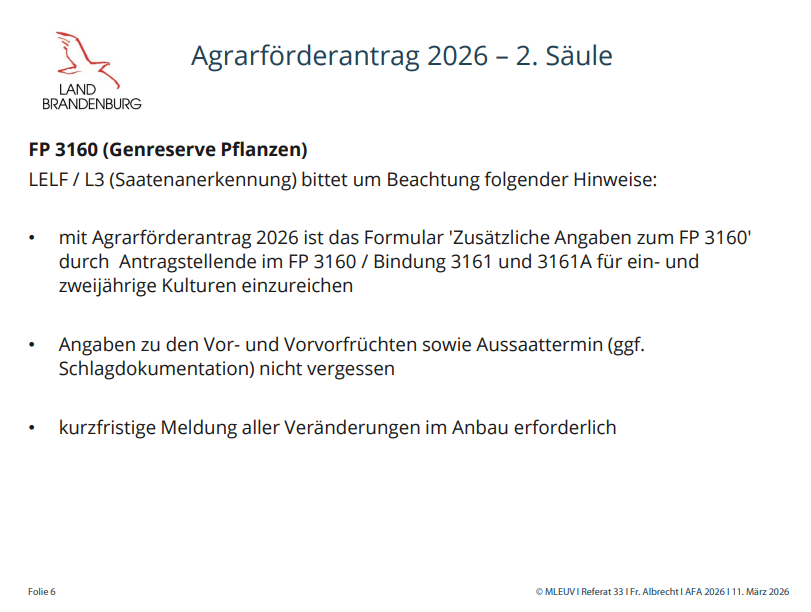 LAND
BRANDENBURG
Agrarförderantrag 2026 – 2. Säule
FP 3160 (Genreserve Pflanzen)
LELF / L3 (Saatenanerkennung) bittet um Beachtung folgender Hinweise:
• mit Agrarförderantrag 2026 ist das Formular 'Zusätzliche Angaben zum FP 3160'
durch  Antragstellende im FP 3160 / Bindung 3161 und 3161A für ein- und
zweijährige Kulturen einzureichen
• Angaben zu den Vor- und Vorvorfrüchten sowie Aussaattermin (ggf.
Schlagdokumentation) nicht vergessen
• kurzfristige Meldung aller Veränderungen im Anbau erforderlich
Folie 6
© MLEUV I Referat 33 I Fr. Albrecht I AFA 2026 I 11. März 2026